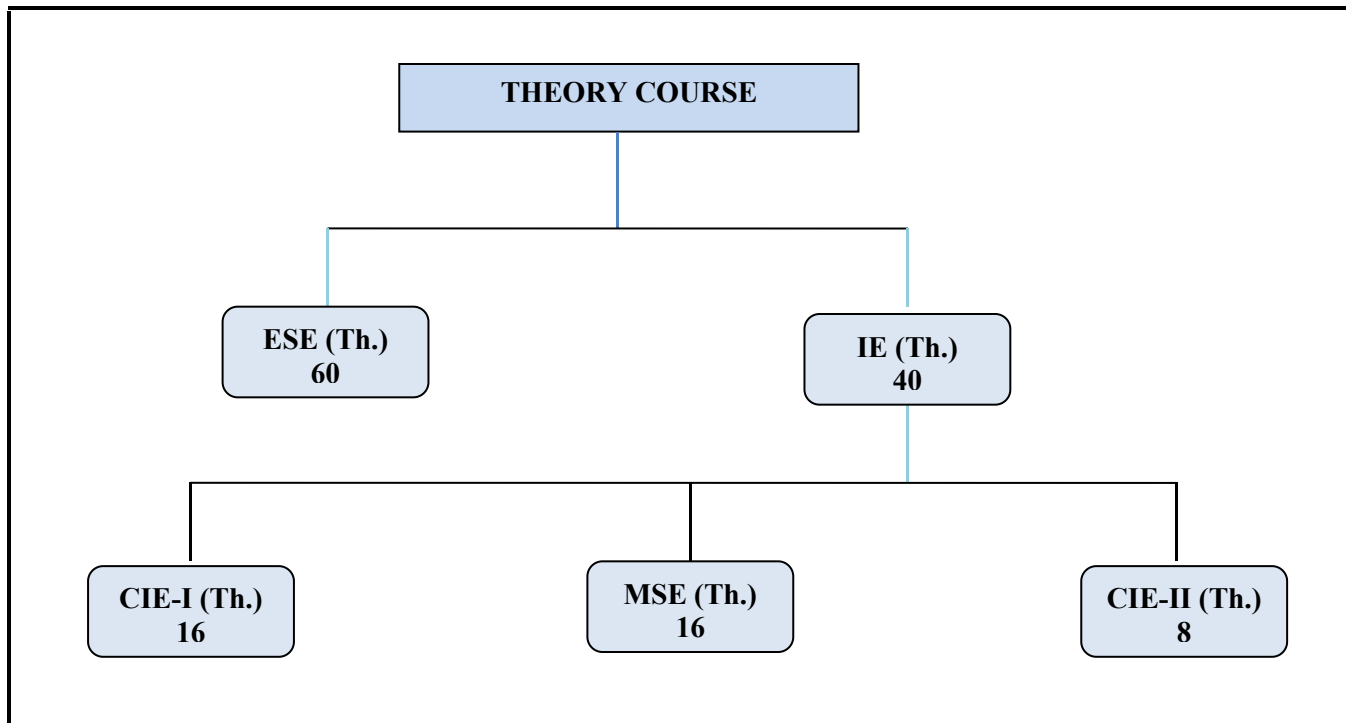 THEORY COURSE
ESE (Th.)
60
IE (Th.)
40
CIE-I (Th.)
16
MSE (Th.)
16
CIE-II (Th.)
8